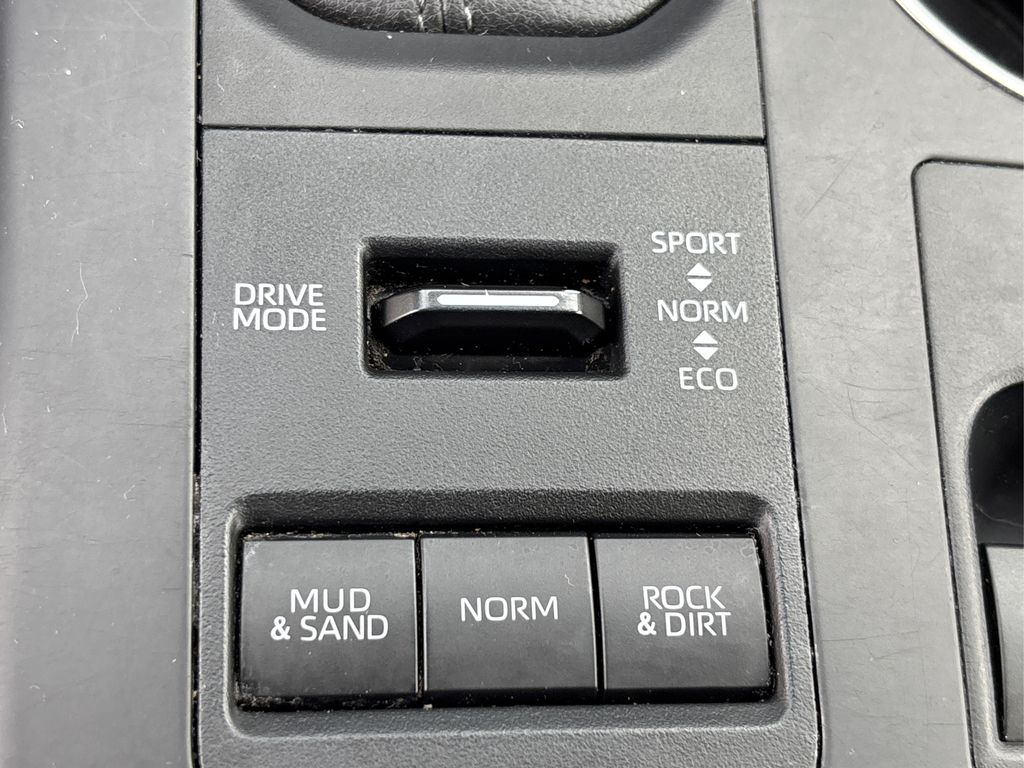 DRIVE
MODE
SPORT
NORM
ECO
MUD
& SAND
NORM
ROCK
& DIRT